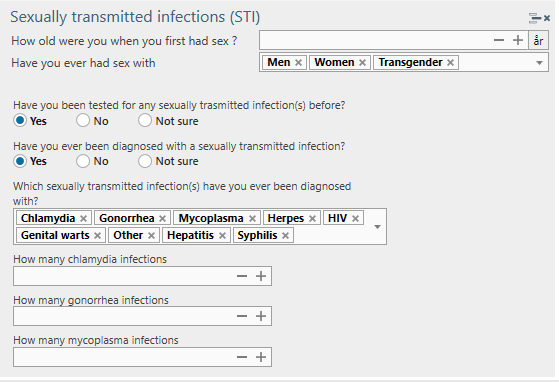 Sexually transmitted infections (STI)
How old were you when you first had sex ? år
Have you ever had sex with Men Women Transgender
Have you been tested for any sexually trasmitted infection(s) before?
Yes No Not sure
Have you ever been diagnosed with a sexually transmitted infection?
Yes No Not sure
Which sexually transmitted infection(s) have you ever been diagnosed
with?
Chlamydia Gonorrhea Mycoplasma Herpes HIV
Genital warts Other Hepatitis Syphilis
How many chlamydia infections
How many gonorrhea infections
How many mycoplasma infections